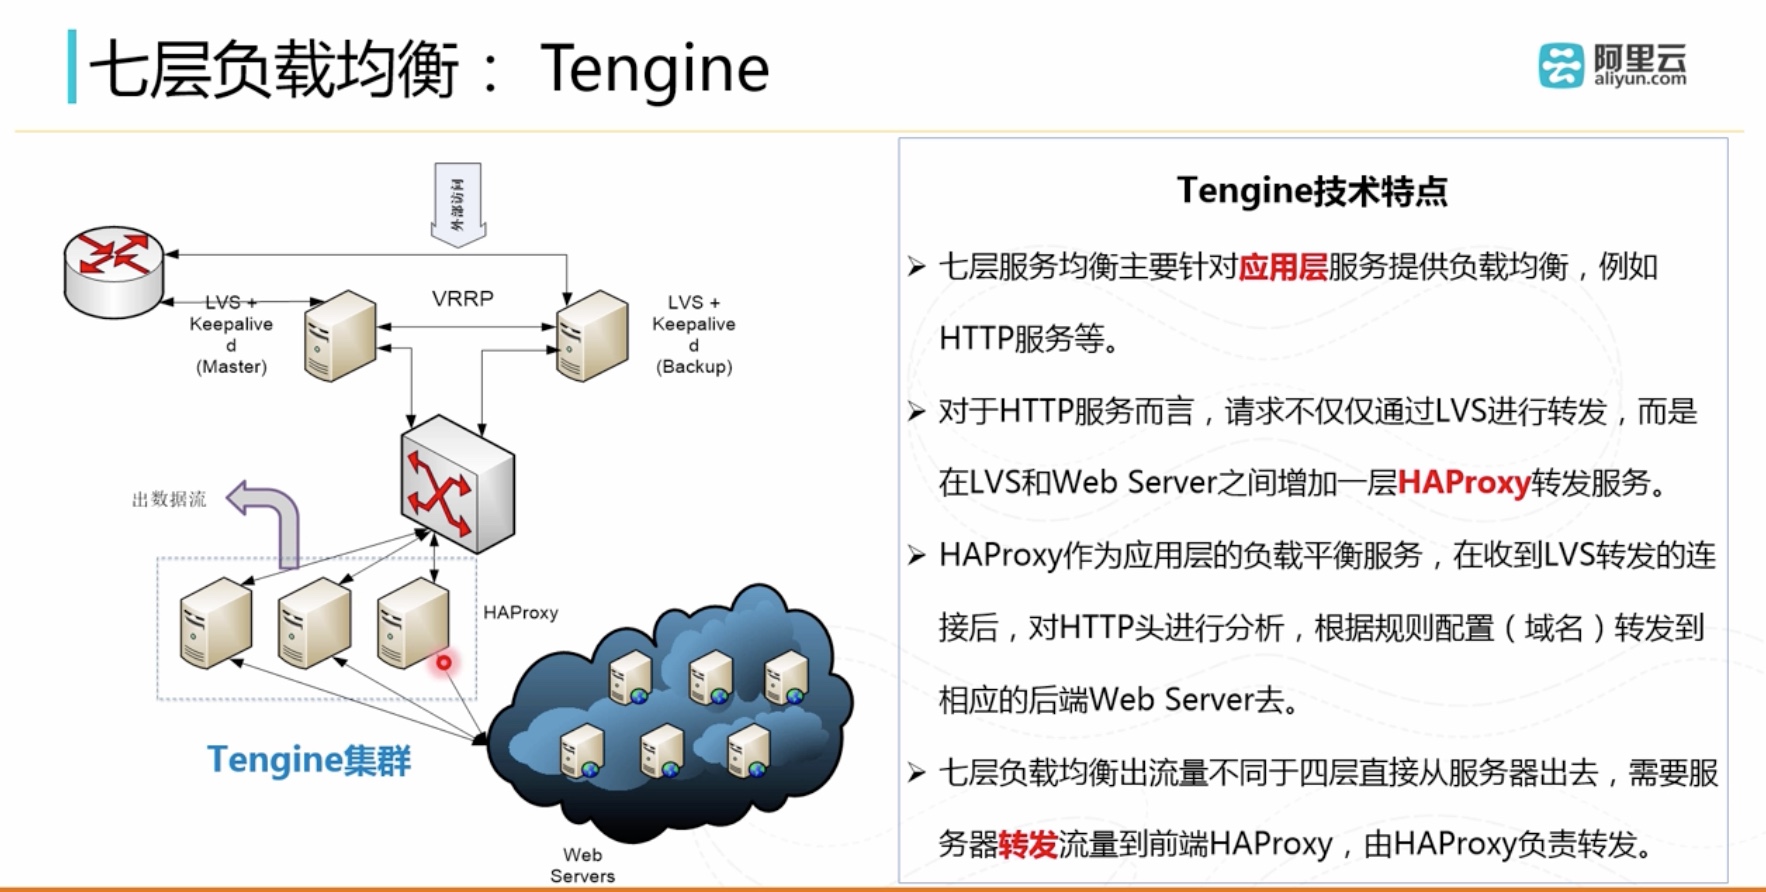 七层负载均衡： Tengine
阿里云
aliyun.com
外部访问
LVS +
Keepalive
d
(Master)
VRRP
LVS +
Keepalive
d
(Backup)
出数据流
HAProxy
Tengine集群
Web
Servers
Tengine技术特点
七层服务均衡主要针对应用层服务提供负载均衡，例如
HTTP服务等。
对于HTTP服务而言，请求不仅仅通过LVS进行转发，而是
在LVS和Web Server之间增加一层HAProxy转发服务。
HAProxy作为应用层的负载平衡服务，在收到LVS转发的连
接后，对HTTP头进行分析，根据规则配置（域名）转发到
相应的后端Web Server去。
七层负载均衡出流量不同于四层直接从服务器出去，需要服
务器转发流量到前端HAProxy，由HAProxy负责转发。